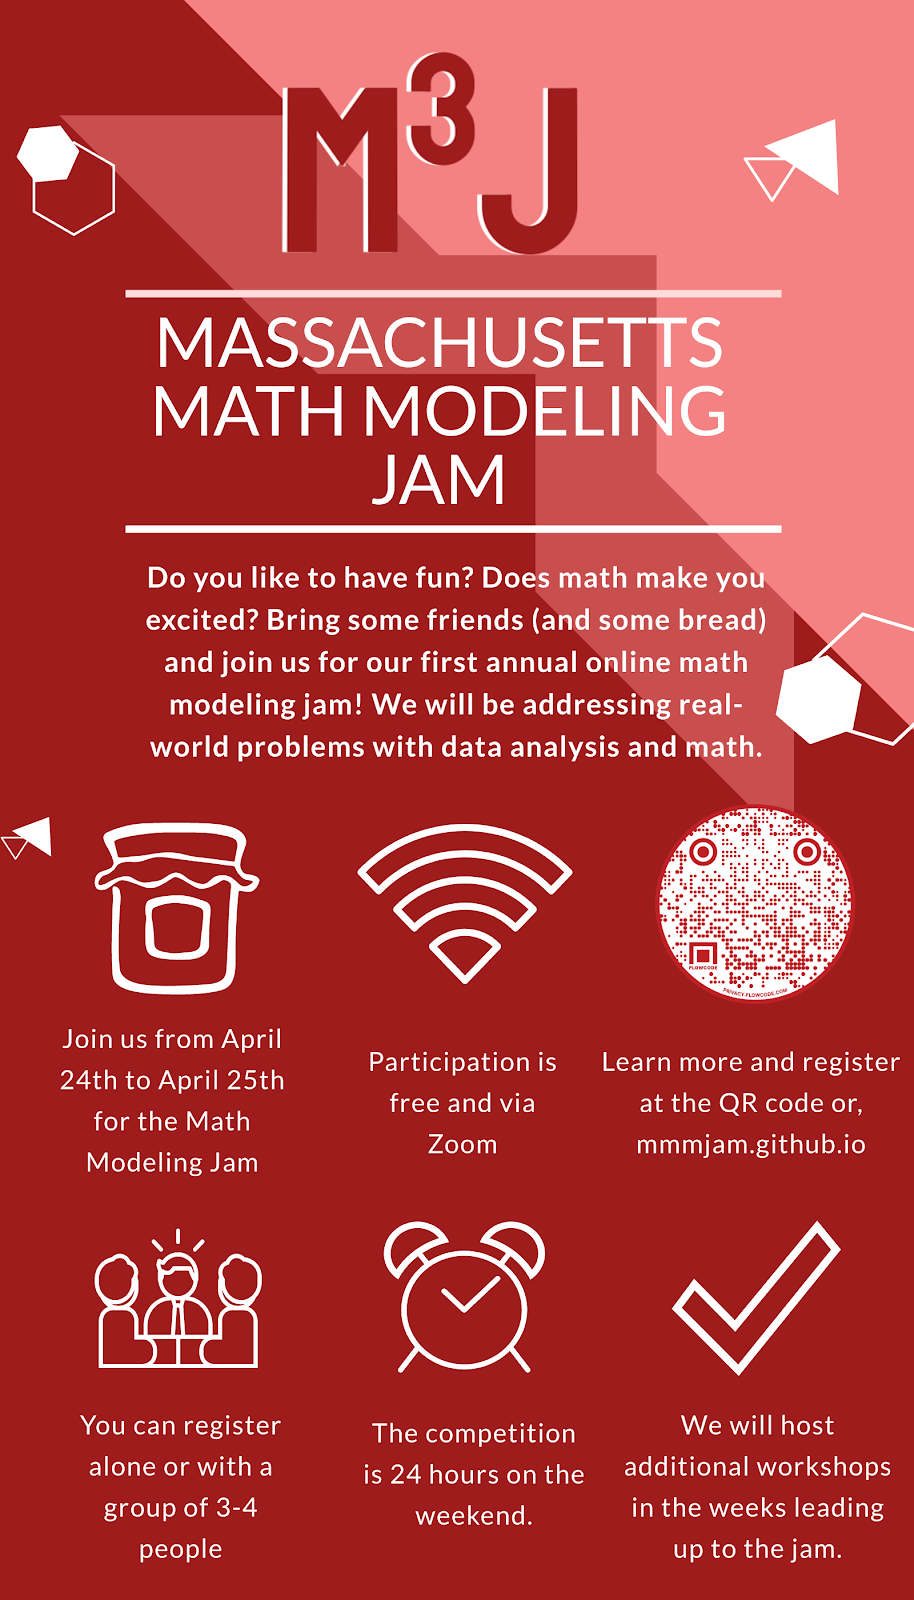 M³J
MASSACHUSETTS
MATH MODELING
JAM
Do you like to have fun? Does math make you
excited? Bring some friends (and some bread)
and join us for our first annual online math
modeling jam! We will be addressing real-
world problems with data analysis and math.
FLOWCODE
PRIVACY.FLOWCODE.COM
Join us from April
24th to April 25th
for the Math
Modeling Jam
Participation is
free and via
Zoom
Learn more and register
at the QR code or,
mmmjam.github.io
You can register
alone or with a
group of 3-4
people
The competition
is 24 hours on the
weekend.
We will host
additional workshops
in the weeks leading
up to the jam.